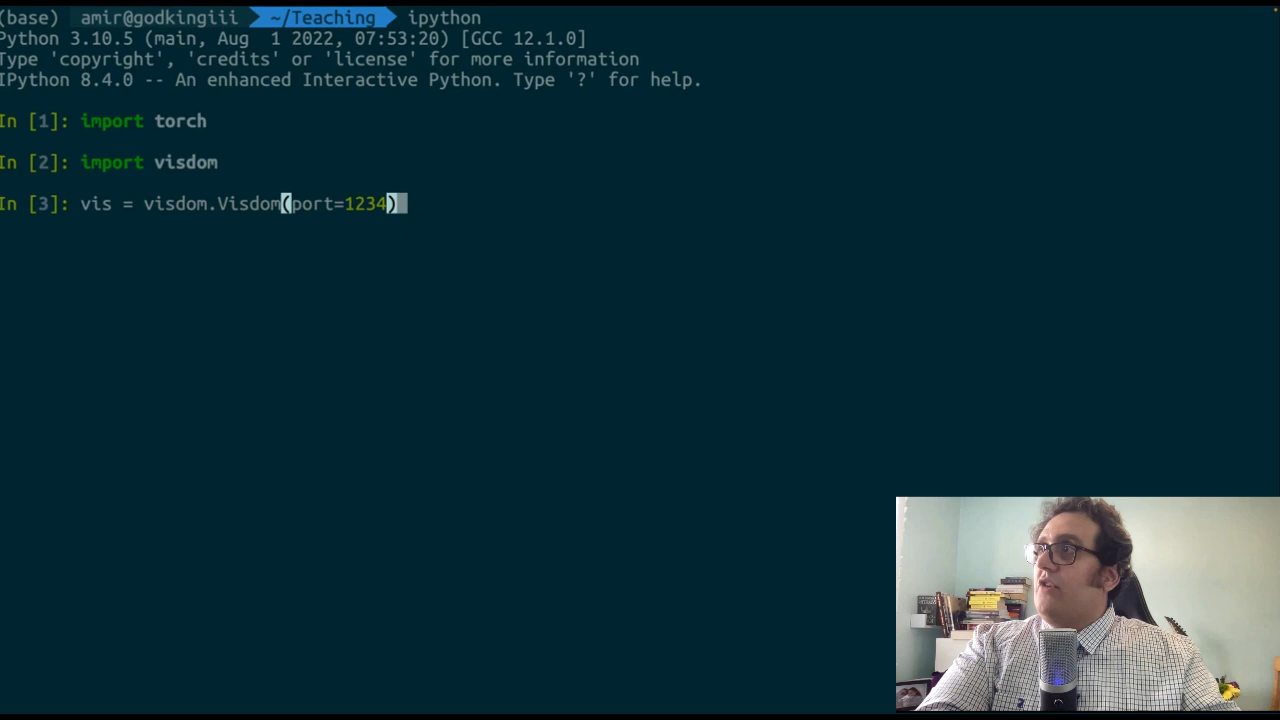 (base) amir@godkingiii ~/Teaching ipython
Python 3.10.5 (main, Aug 1 2022, 07:53:20) [GCC 12.1.0]
Type 'copyright', 'credits' or 'license' for more information
IPython 8.4.0 -- An enhanced Interactive Python. Type '?' for help.
In [1]: import torch
In [2]: import visdom
In [3]: vis = visdom.Visdom(port=1234)